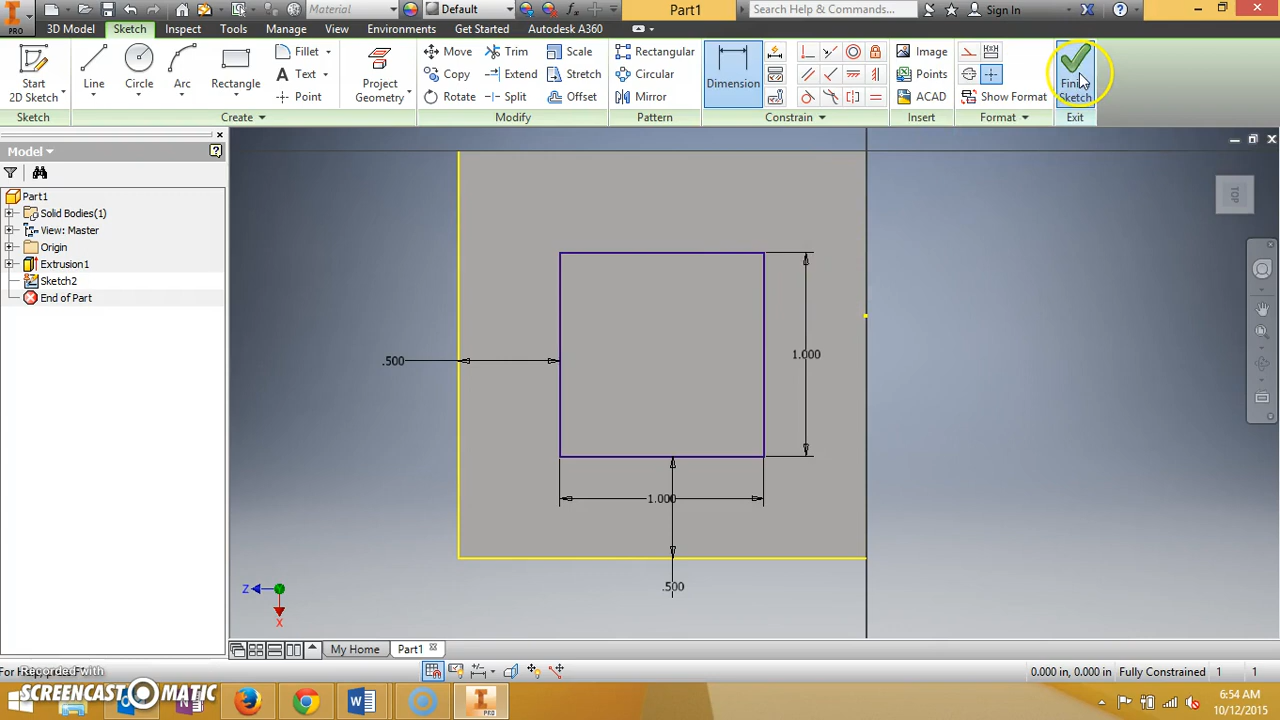 Material
Default
Part1
Search Help & Commands...
Sign In
PRO
3D Model
Sketch
Inspect
Tools
Manage
View
Environments
Get Started
Autodesk A360
Start
2D Sketch
Line
Circle
Arc
Rectangle
Fillet
Text
Point
Project
Geometry
Move
Trim
Scale
Copy
Extend
Stretch
Rotate
Split
Offset
Rectangular
Circular
Mirror
Dimension
Image
Points
ACAD
Show Format
Finish
Sketch
Sketch
Create
Modify
Pattern
Constrain
Insert
Format
Exit
Model
Part1
Solid Bodies(1)
View: Master
Origin
Extrusion1
Sketch2
End of Part
TOP
.500
1.000
1.000
.500
Z
X
My Home
Part1
Recorded with
0.000 in, 0.000 in
Fully Constrained
1
1
SCREENCAST-O-MATIC
PRO
6:54 AM
10/12/2015